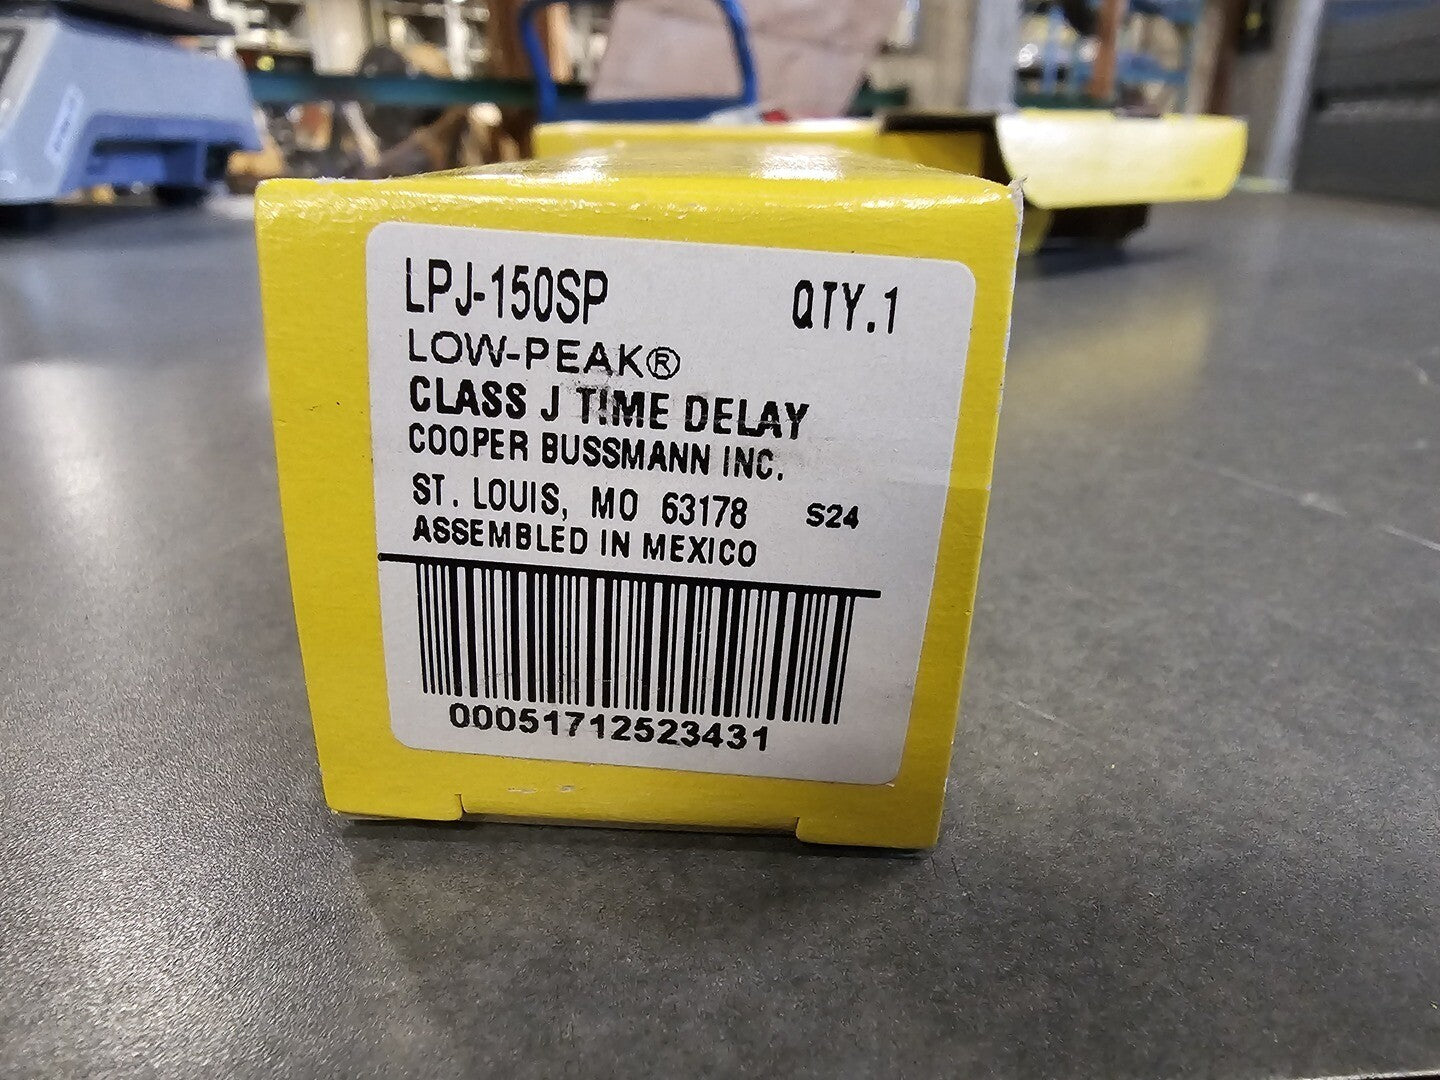 LPJ-150SP QTY.1
LOW-PEAK®
CLASS J TIME DELAY
COOPER BUSSMANN INC.
ST. LOUIS, MO 63178 S24
ASSEMBLED IN MEXICO
00051712523431